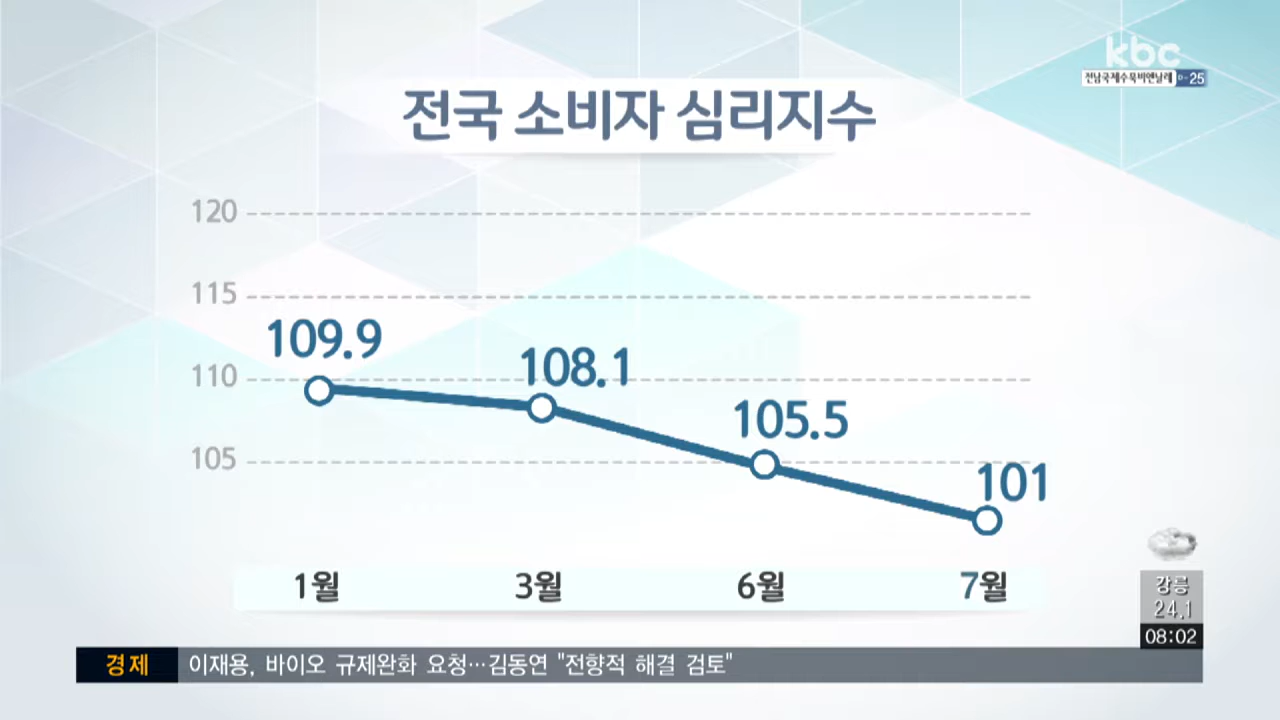 kbc
전남국제수묵비엔날레 D-25
전국 소비자 심리지수
120
115
110
105
109.9
108.1
105.5
101
1월
3월
6월
7월
강릉
24.1
08:02
경제
이재용, 바이오 규제완화 요청…김동연 "전향적 해결 검토"